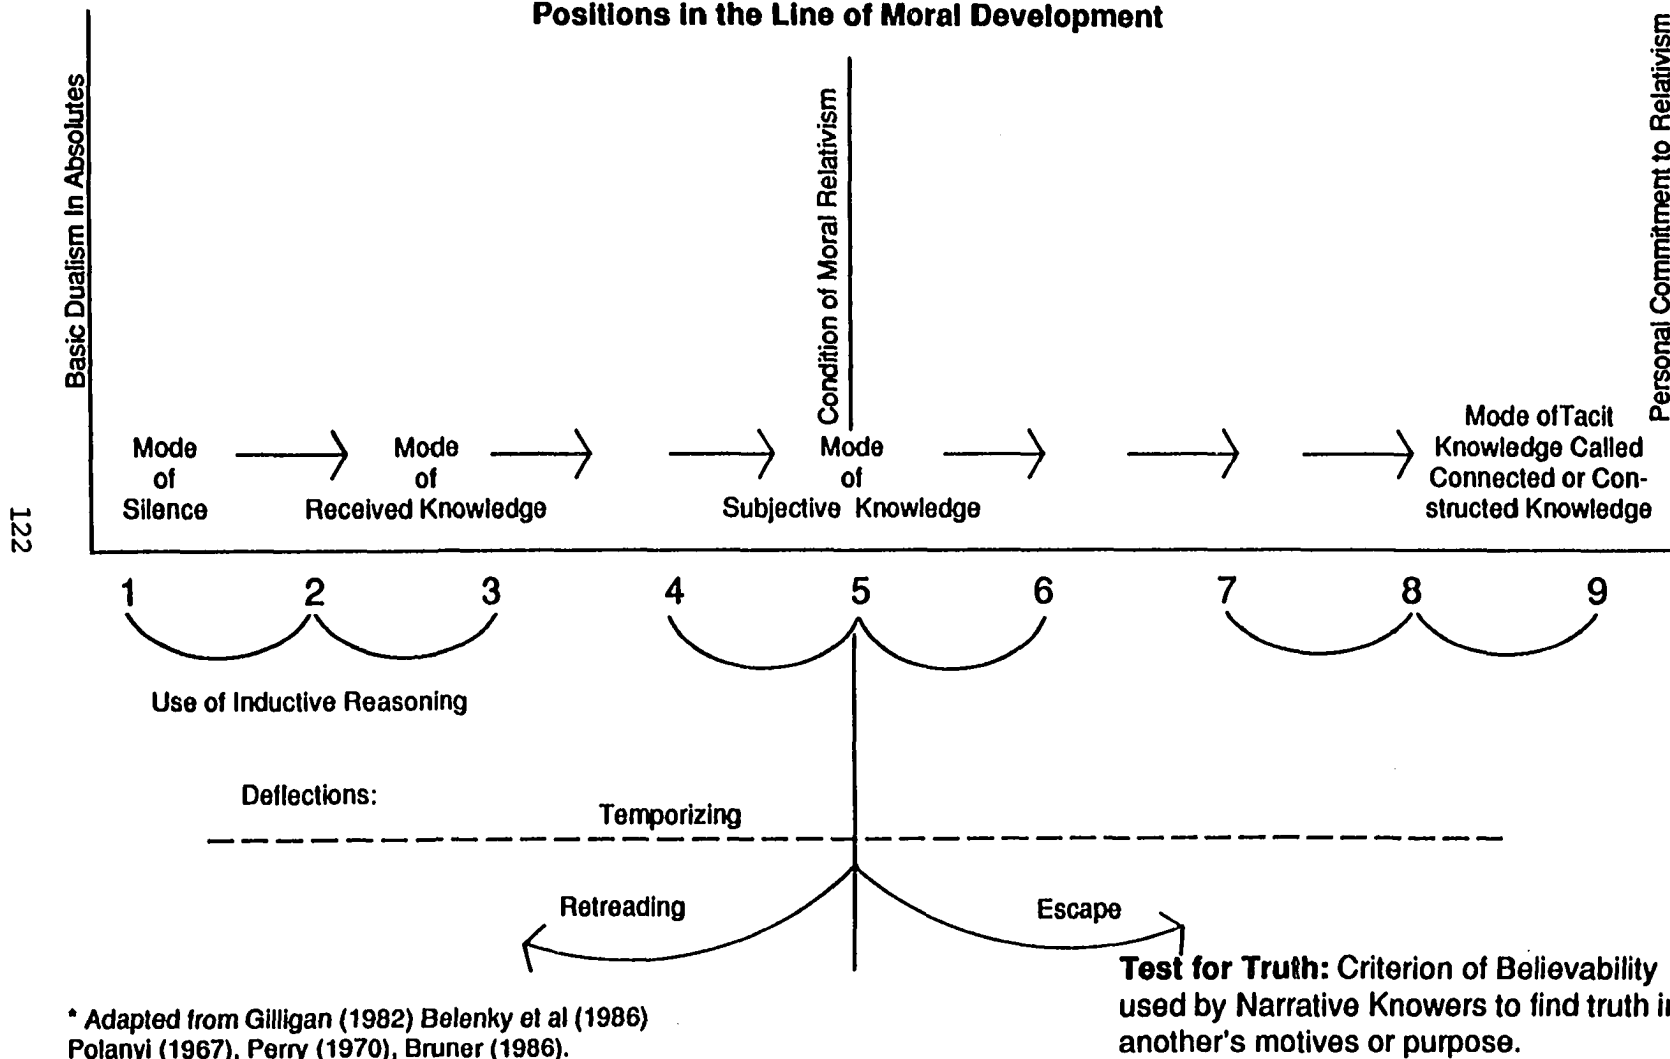 Positions in the Line of Moral Development
Basic Dualism In Absolutes
Condition of Moral Relativism
Personal Commitment to Relativism
Mode
of
Silence
Mode
of
Received Knowledge
Mode
of
Subjective Knowledge
Mode of Tacit
Knowledge Called
Connected or Con-
structed Knowledge
122
1 2 3 4 5 6 7 8 9
Use of Inductive Reasoning
Deflections:
Temporizing
Retreading
Escape
Test for Truth: Criterion of Believability
used by Narrative Knowers to find truth in
another's motives or purpose.
* Adapted from Gilligan (1982) Belenky et al (1986)
Polanyi (1967), Perry (1970), Bruner (1986).